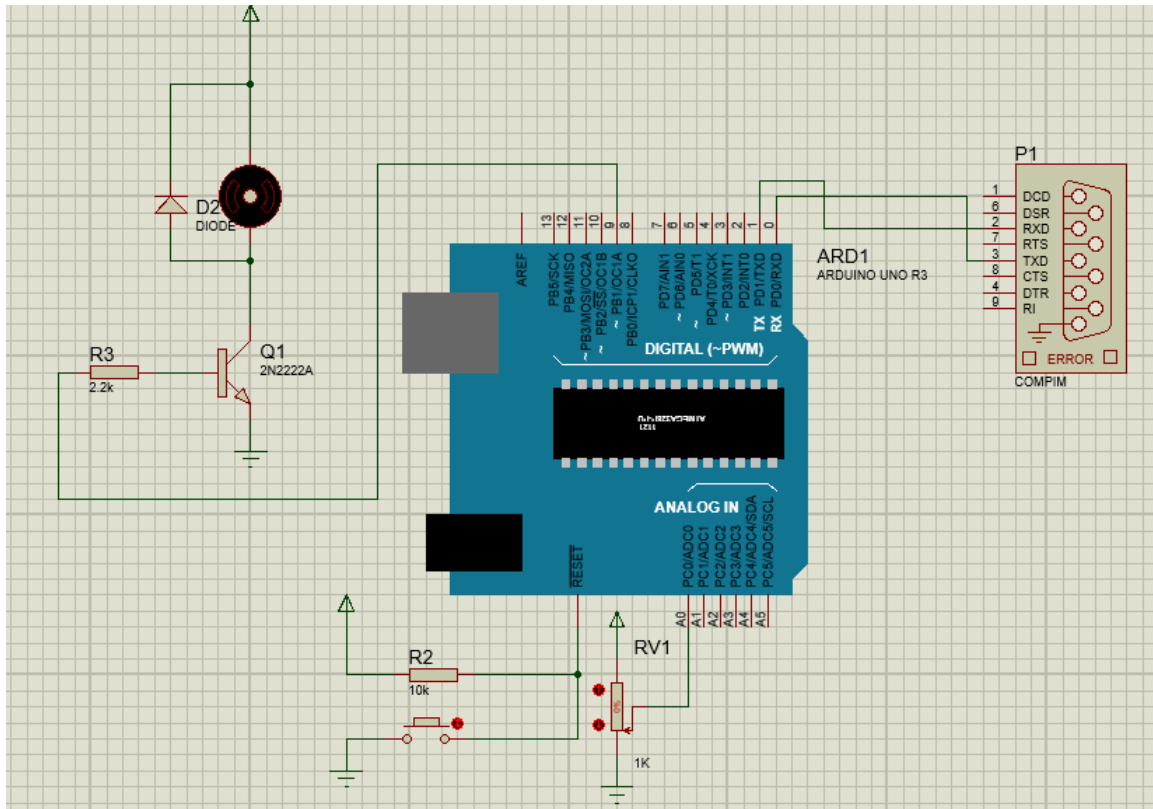 D2
DIODE
R3
2.2k
Q1
2N2222A
R2
10k
RV1
0%
1K
ARD1
ARDUINO UNO R3
AREF
13
12
11
10
9
8
7
6
5
4
3
2
1
0
PB5/SCK
PB4/MISO
~ PB3/MOSI/OC2A
~ PB2/SS/OC1B
~ PB1/OC1A
PB0/ICP1/CLKO
PD7/AIN1
~ PD6/AIN0
~ PD5/T1
PD4/T0/XCK
~ PD3/INT1
PD2/INT0
TX PD1/TXD
RX PD0/RXD
DIGITAL (~PWM)
1121
ANALOG IN
RESET
PC0/ADC0
PC1/ADC1
PC2/ADC2
PC3/ADC3
PC4/ADC4/SDA
PC5/ADC5/SCL
A0
A1
A2
A3
A4
A5
P1
1 DCD
6 DSR
2 RXD
7 RTS
3 TXD
8 CTS
4 DTR
9 RI
ERROR
COMPIM